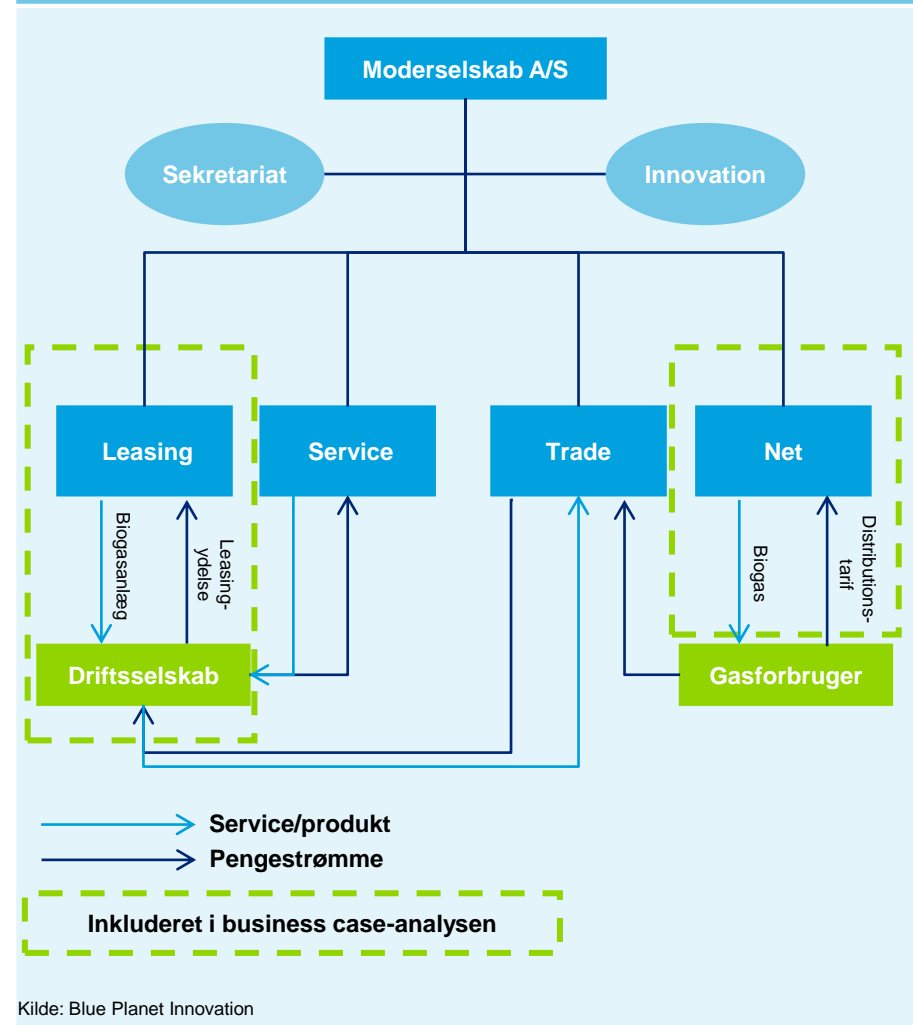 Moderselskab A/S
Sekretariat
Innovation
Leasing
Service
Trade
Net
Biogasanlæg
Leasing-
ydelse
Biogas
Distributions-
tarif
Driftsselskab
Gasforbruger
Service/produkt
Pengestrømme
Inkluderet i business case-analysen
Kilde: Blue Planet Innovation